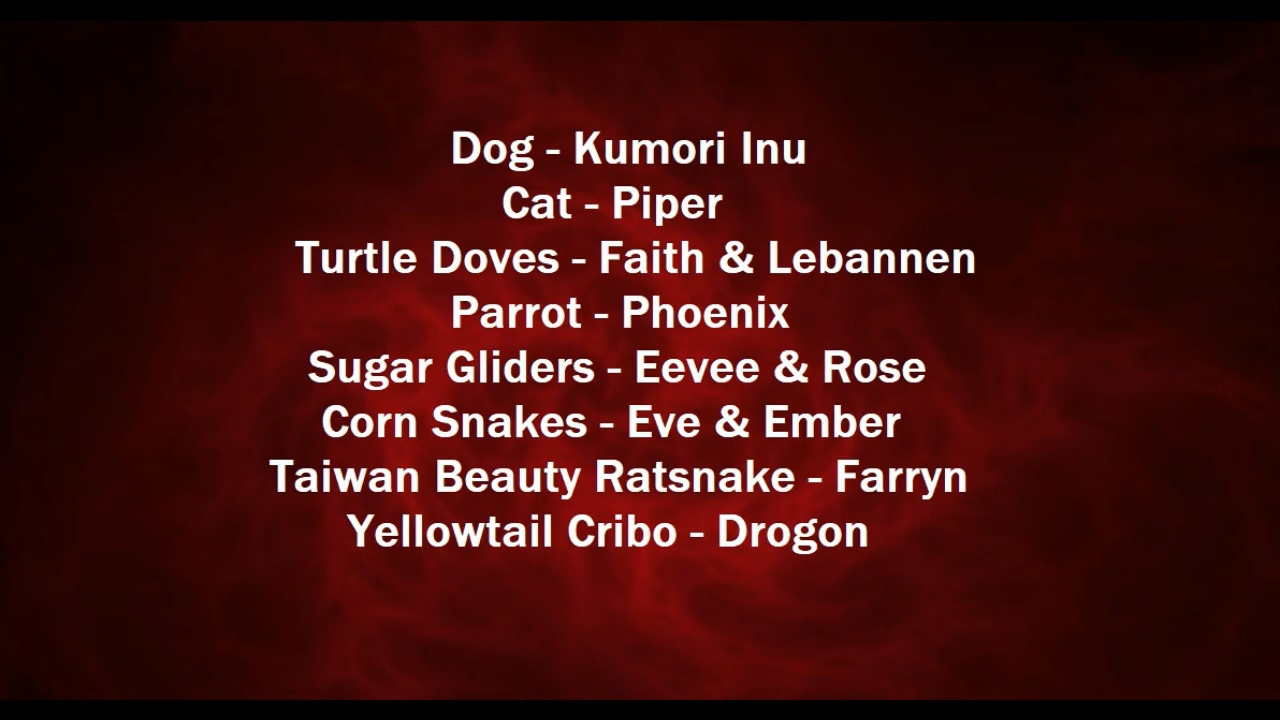 Dog - Kumori Inu
Cat - Piper
Turtle Doves - Faith & Lebannen
Parrot - Phoenix
Sugar Gliders - Eevee & Rose
Corn Snakes - Eve & Ember
Taiwan Beauty Ratsnake - Farryn
Yellowtail Cribo - Drogon